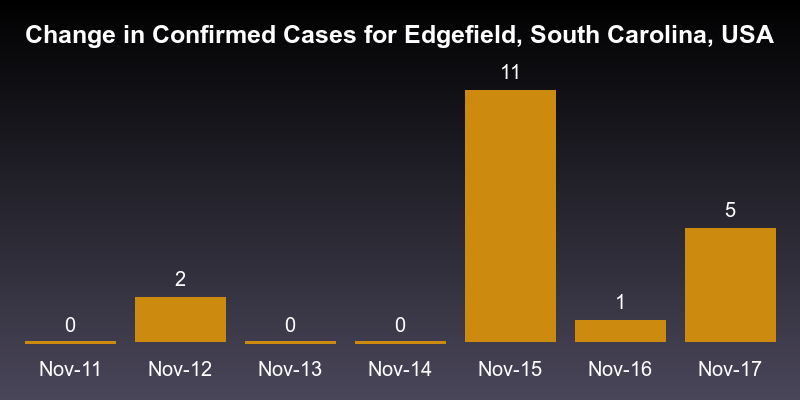 Change in Confirmed Cases for Edgefield, South Carolina, USA
11
5
2
1
0
0
0
Nov-11
Nov-12
Nov-13
Nov-14
Nov-15
Nov-16
Nov-17